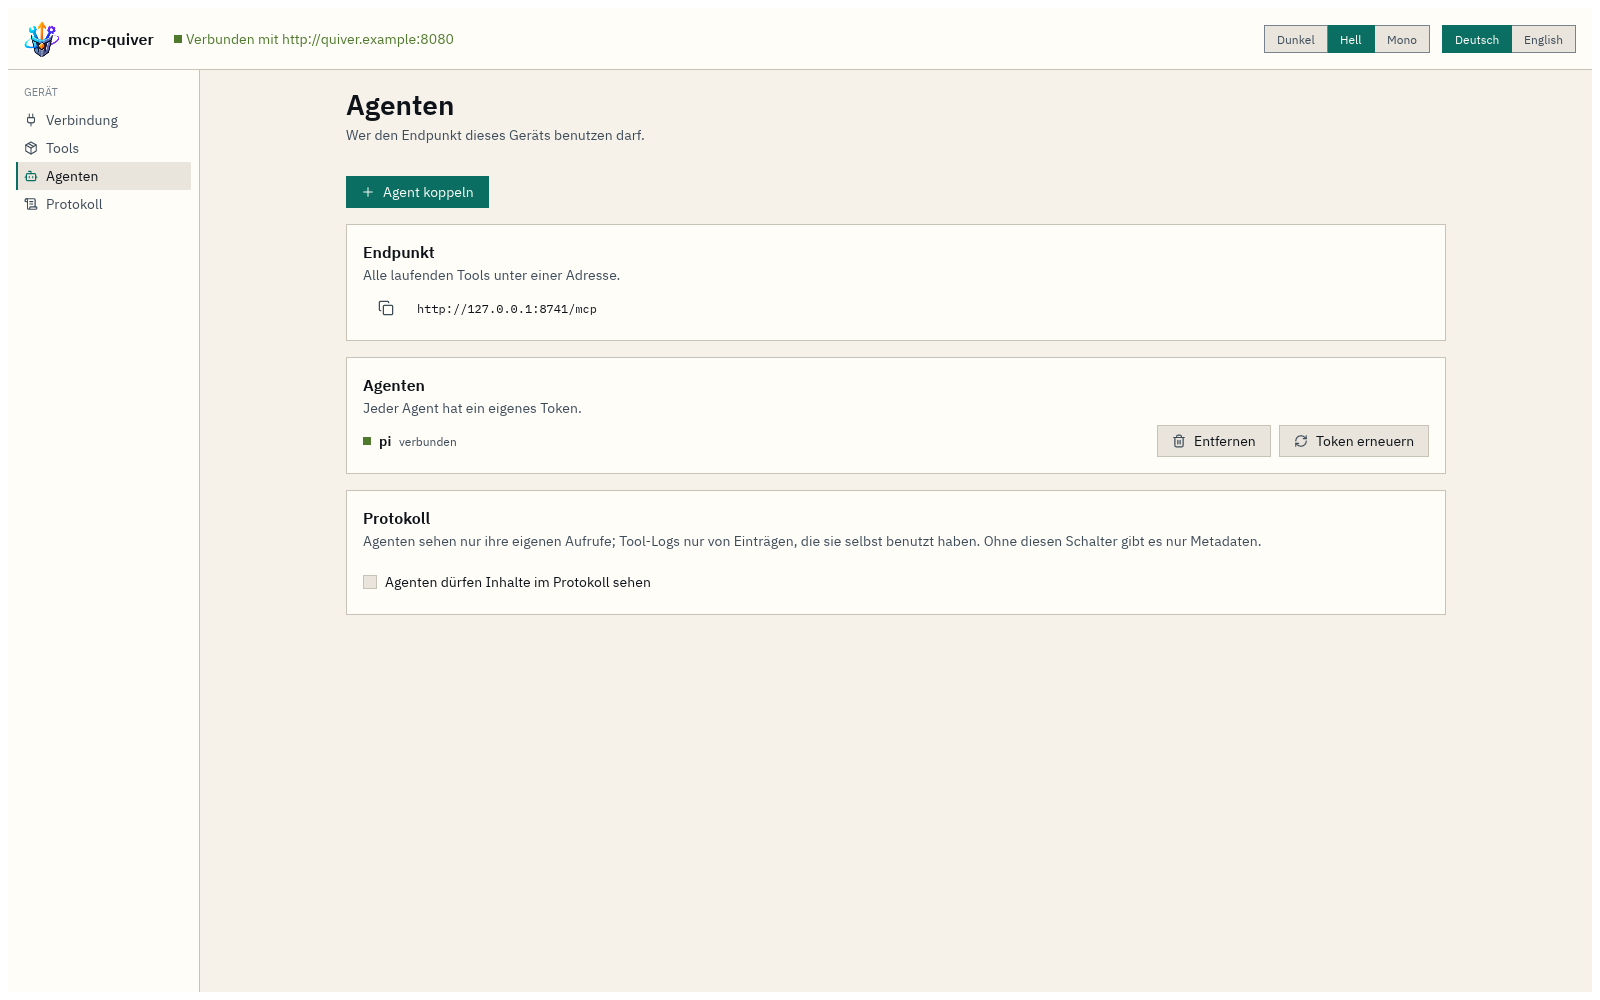 mcp-quiver
Verbunden mit http://quiver.example:8080
Dunkel Hell Mono Deutsch English
GERÄT
Verbindung
Tools
Agenten
Protokoll
Agenten
Wer den Endpunkt dieses Geräts benutzen darf.
Agent koppeln
Endpunkt
Alle laufenden Tools unter einer Adresse.
http://127.0.0.1:8741/mcp
Agenten
Jeder Agent hat ein eigenes Token.
pi verbunden Entfernen Token erneuern
Protokoll
Agenten sehen nur ihre eigenen Aufrufe; Tool-Logs nur von Einträgen, die sie selbst benutzt haben. Ohne diesen Schalter gibt es nur Metadaten.
Agenten dürfen Inhalte im Protokoll sehen